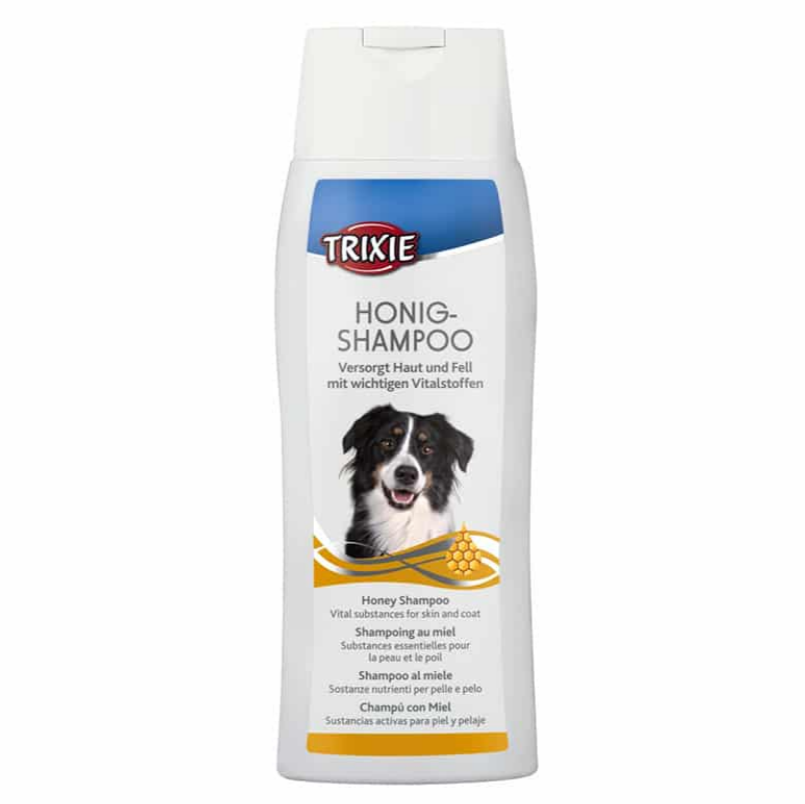 TRIXIE
HONIG-
SHAMPOO
Versorgt Haut und Fell
mit wichtigen Vitalstoffen
Honey Shampoo
Vital substances for skin and coat
Shampoing au miel
Substances essentielles pour
la peau et le poil
Shampoo al miele
Sostanze nutrienti per pelle e pelo
Champú con Miel
Sustancias activas para piel y pelaje